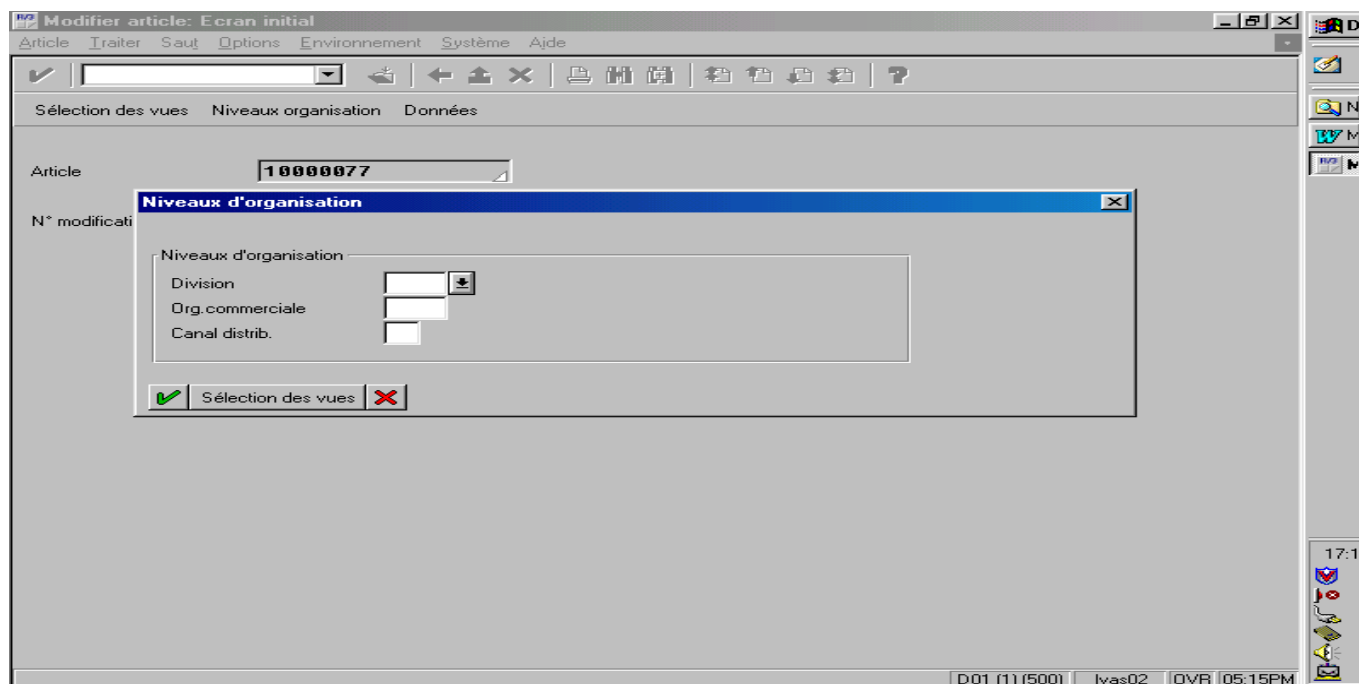 Modifier article: Ecran initial
Article Traiter Saut Options Environnement Système Aide
Sélection des vues Niveaux organisation Données
Article 10000077
N° modificati
Niveaux d'organisation
Niveaux d'organisation
Division
Org.commerciale
Canal distrib.
Sélection des vues
D01 (1) (500) lvas02 OVR 05:15PM
D
N
M
M
17:1